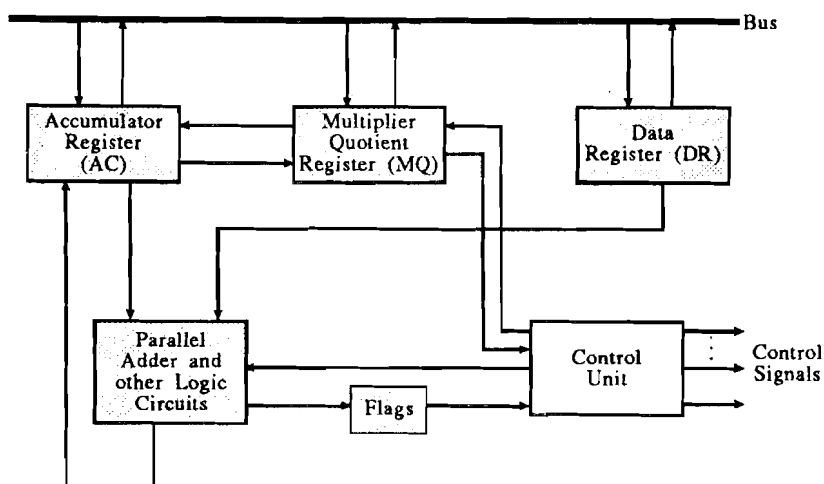 Bus
Accumulator
Register
(AC)
Multiplier
Quotient
Register (MQ)
Data
Register (DR)
Parallel
Adder and
other Logic
Circuits
Flags
Control
Unit
Control
Signals